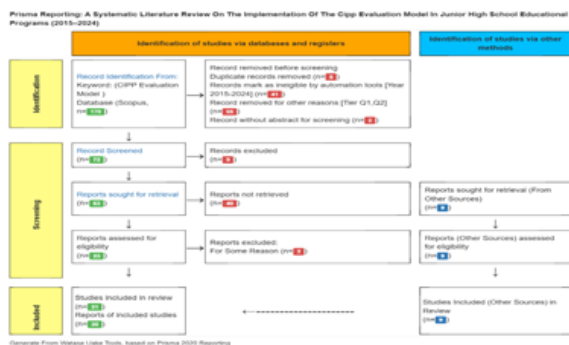 Prisma Reporting: A Systematic Literature Review On The Implementation Of The Cipp Evaluation Model In Junior High School Educational
Programs (2015–2024)
Identification of studies via databases and registers
Identification of studies via other
methods
Identification
Record Identification From:
Keyword: (CIPP Evaluation
Model )
Database (Scopus,
n=
Record removed before screening
Duplicate records removed (n=
Records mark as ineligible by automation tools [Year
2015-2024] (n=
Record removed for other reasons [Tier Q1,Q2]
(n=
Record without abstract for screening (n=
Screening
Record Screened
(n=
Records excluded
(n=
Reports sought for retrieval
(n=
Reports not retrieved
(n=
Reports sought for retrieval (From
Other Sources)
(n=
Reports assessed for
eligibility
(n=
Reports excluded:
For Some Reason (n=
Reports (Other Sources) assessed
for eligibility
(n=
Included
Studies included in review
(n=
Reports of included studies
(n=
Studies Included (Other Sources) in
Review
(n=
Generate From Watase Uake Tools, based on Prisma 2020 Reporting